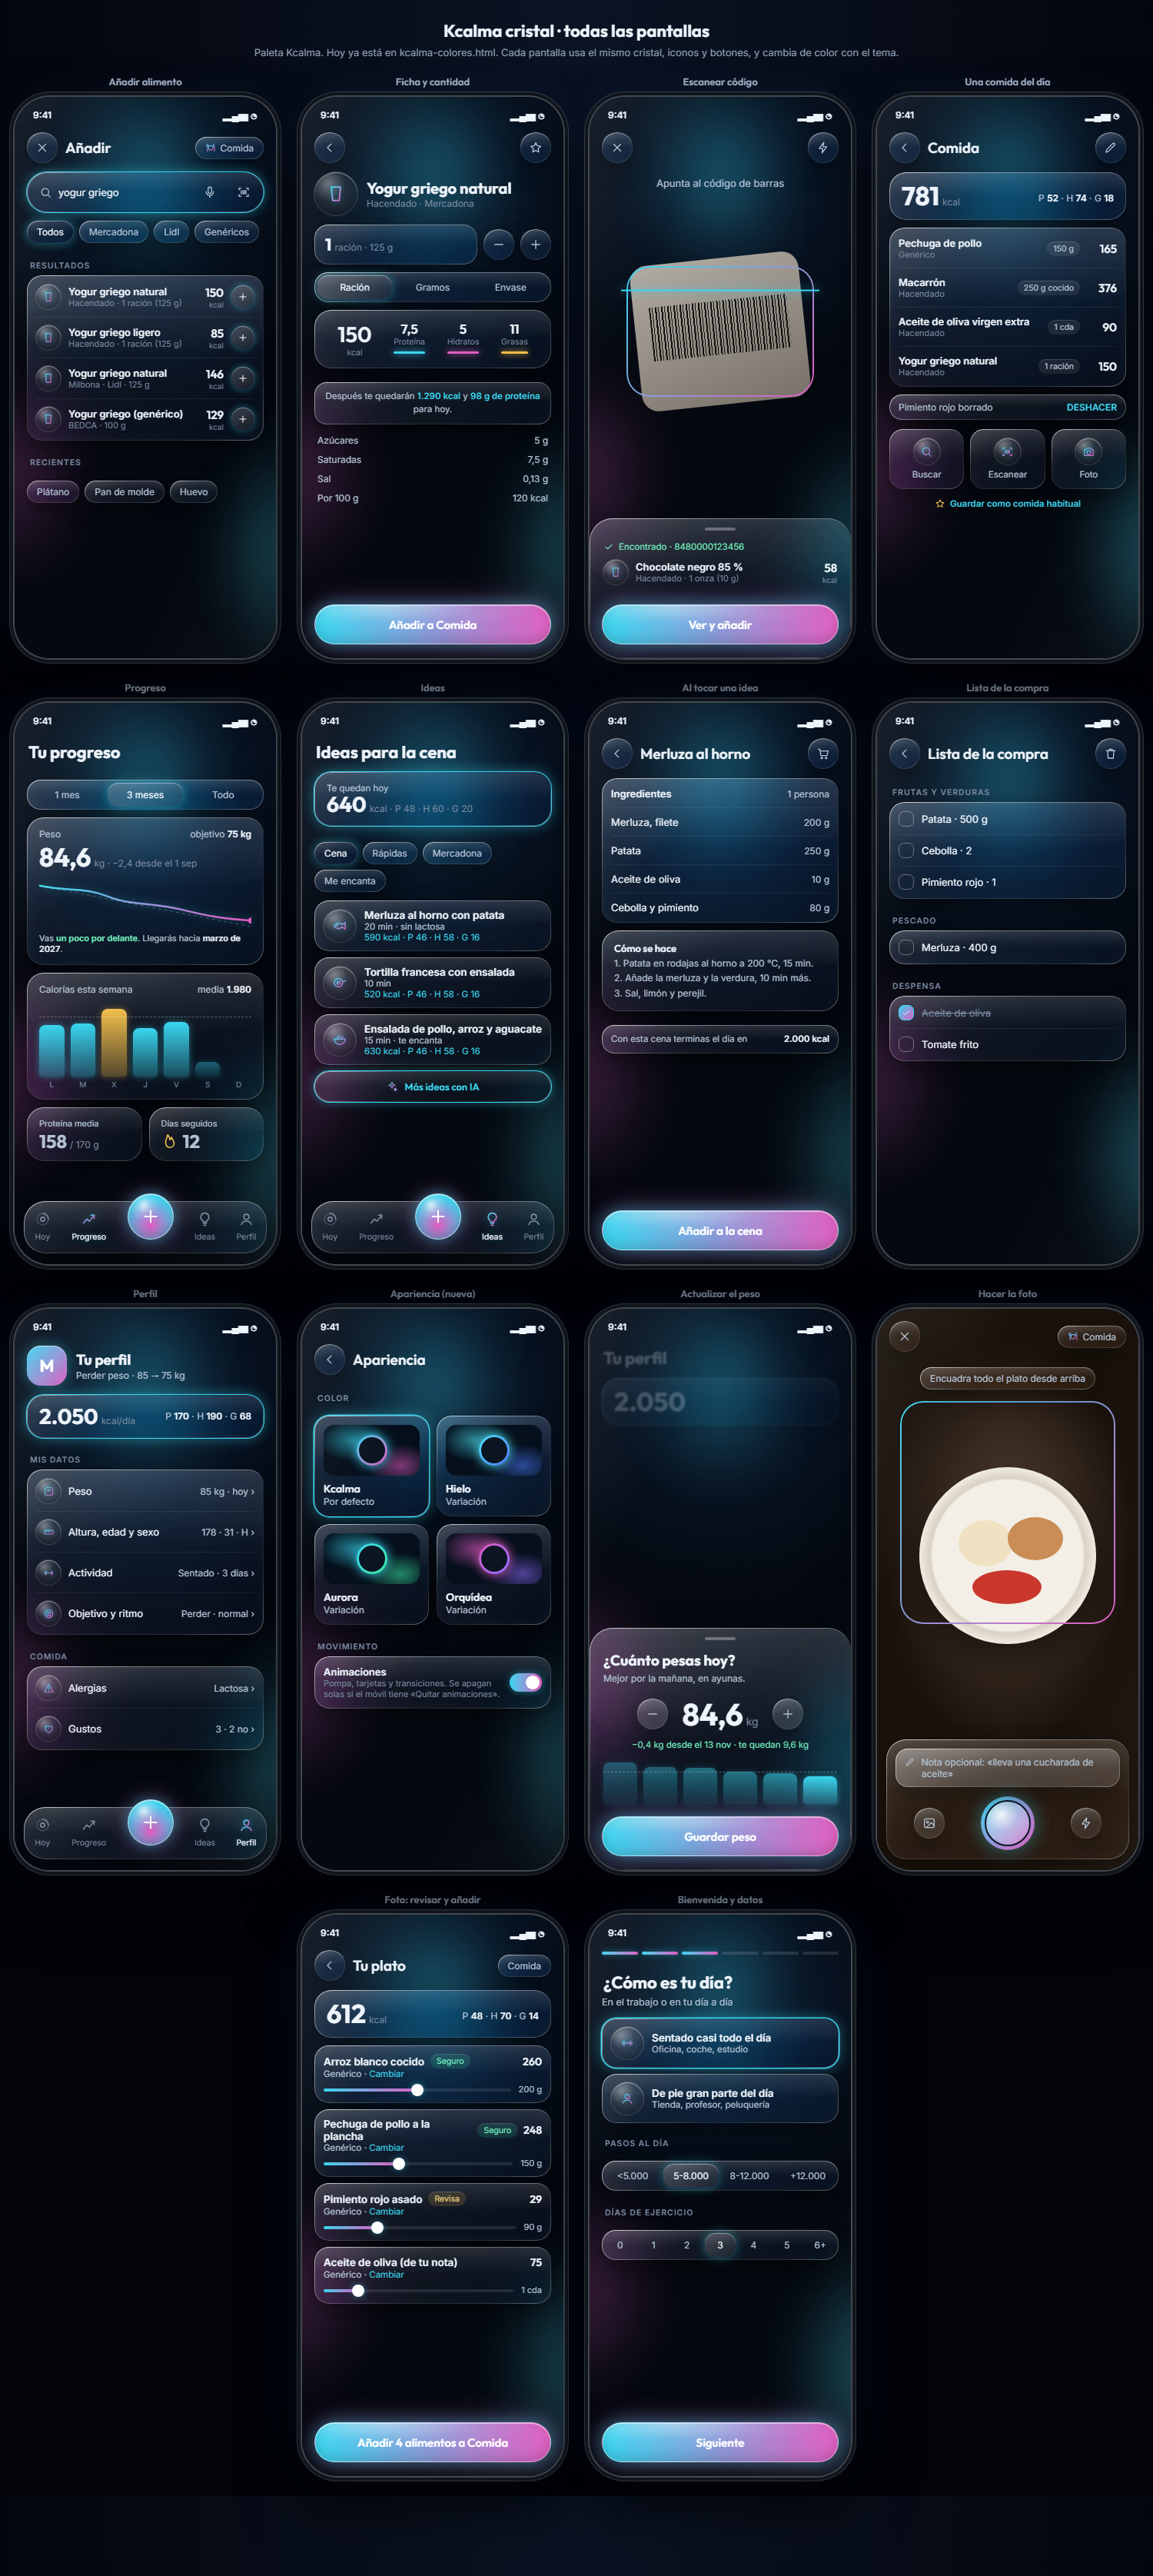 Kcalma cristal · todas las pantallas
Paleta Kcalma. Hoy ya está en kcalma-colores.html. Cada pantalla usa el mismo cristal, iconos y botones, y cambia de color con el tema.
Añadir alimento
9:41
Añadir
Comida
yogur griego
Todos
Mercadona
Lidl
Genéricos
RESULTADOS
Yogur griego natural
Hacendado · 1 ración (125 g)
150
kcal
Yogur griego ligero
Hacendado · 1 ración (125 g)
85
kcal
Yogur griego natural
Milbona · Lidl · 125 g
146
kcal
Yogur griego (genérico)
BEDCA · 100 g
129
kcal
RECIENTES
Plátano
Pan de molde
Huevo
Ficha y cantidad
9:41
Yogur griego natural
Hacendado · Mercadona
1 ración · 125 g
Ración
Gramos
Envase
150
kcal
7,5
Proteína
5
Hidratos
11
Grasas
Después te quedarán 1.290 kcal y 98 g de proteína
para hoy.
Azúcares
5 g
Saturadas
7,5 g
Sal
0,13 g
Por 100 g
120 kcal
Añadir a Comida
Escanear código
9:41
Apunta al código de barras
Encontrado · 8480000123456
Chocolate negro 85 %
Hacendado · 1 onza (10 g)
58
kcal
Ver y añadir
Una comida del día
9:41
Comida
781 kcal
P 52 · H 74 · G 18
Pechuga de pollo
Genérico
150 g
165
Macarrón
Hacendado
250 g cocido
376
Aceite de oliva virgen extra
Hacendado
1 cda
90
Yogur griego natural
Hacendado
1 ración
150
Pimiento rojo borrado
DESHACER
Buscar
Escanear
Foto
Guardar como comida habitual
Progreso
9:41
Tu progreso
1 mes
3 meses
Todo
Peso
objetivo 75 kg
84,6 kg · −2,4 desde el 1 sep
Vas un poco por delante. Llegarás hacia marzo de
2027.
Calorías esta semana
media 1.980
L
M
X
J
V
S
D
Proteína media
158 / 170 g
Días seguidos
12
Hoy
Progreso
Ideas
Perfil
Ideas
9:41
Ideas para la cena
Te quedan hoy
640 kcal · P 48 · H 60 · G 20
Cena
Rápidas
Mercadona
Me encanta
Merluza al horno con patata
20 min · sin lactosa
590 kcal · P 46 · H 58 · G 16
Tortilla francesa con ensalada
10 min
520 kcal · P 46 · H 58 · G 16
Ensalada de pollo, arroz y aguacate
15 min · te encanta
630 kcal · P 46 · H 58 · G 16
Más ideas con IA
Hoy
Progreso
Ideas
Perfil
Al tocar una idea
9:41
Merluza al horno
Ingredientes
1 persona
Merluza, filete
200 g
Patata
250 g
Aceite de oliva
10 g
Cebolla y pimiento
80 g
Cómo se hace
1. Patata en rodajas al horno a 200 °C, 15 min.
2. Añade la merluza y la verdura, 10 min más.
3. Sal, limón y perejil.
Con esta cena terminas el día en
2.000 kcal
Añadir a la cena
Lista de la compra
9:41
Lista de la compra
FRUTAS Y VERDURAS
Patata · 500 g
Cebolla · 2
Pimiento rojo · 1
PESCADO
Merluza · 400 g
DESPENSA
Aceite de oliva
Tomate frito
Perfil
9:41
M
Tu perfil
Perder peso · 85 → 75 kg
2.050 kcal/día
P 170 · H 190 · G 68
MIS DATOS
Peso
85 kg · hoy ›
Altura, edad y sexo
178 · 31 · H ›
Actividad
Sentado · 3 días ›
Objetivo y ritmo
Perder · normal ›
COMIDA
Alergias
Lactosa ›
Gustos
3 · 2 no ›
Hoy
Progreso
Ideas
Perfil
Apariencia (nueva)
9:41
Apariencia
COLOR
Kcalma
Por defecto
Hielo
Variación
Aurora
Variación
Orquídea
Variación
MOVIMIENTO
Animaciones
Pompa, tarjetas y transiciones. Se apagan
solas si el móvil tiene «Quitar animaciones».
Actualizar el peso
9:41
Tu perfil
2.050
¿Cuánto pesas hoy?
Mejor por la mañana, en ayunas.
84,6 kg
−0,4 kg desde el 13 nov · te quedan 9,6 kg
Guardar peso
Hacer la foto
Comida
Encuadra todo el plato desde arriba
Nota opcional: «lleva una cucharada de
aceite»
Foto: revisar y añadir
9:41
Tu plato
Comida
612 kcal
P 48 · H 70 · G 14
Arroz blanco cocido
Seguro
260
Genérico · Cambiar
200 g
Pechuga de pollo a la
plancha
Seguro
248
Genérico · Cambiar
150 g
Pimiento rojo asado
Revisa
29
Genérico · Cambiar
90 g
Aceite de oliva (de tu nota)
75
Genérico · Cambiar
1 cda
Añadir 4 alimentos a Comida
Bienvenida y datos
9:41
¿Cómo es tu día?
En el trabajo o en tu día a día
Sentado casi todo el día
Oficina, coche, estudio
De pie gran parte del día
Tienda, profesor, peluquería
PASOS AL DÍA
<5.000
5-8.000
8-12.000
+12.000
DÍAS DE EJERCICIO
0
1
2
3
4
5
6+
Siguiente